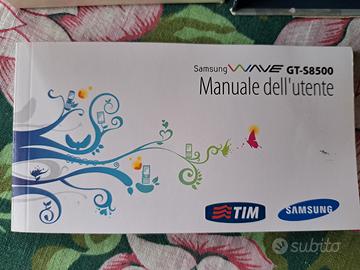 Samsung WAVE GT-S8500
Manuale dell'utente
TIM
SAMSUNG
subito